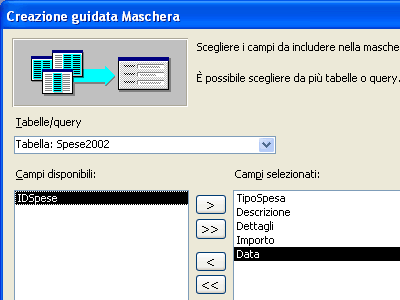 Creazione guidata Maschera
Scegliere i campi da includere nella masche
È possibile scegliere da più tabelle o query.
Tabelle/query
Tabella: Spese2002
Campi disponibili:
Campi selezionati:
IDSpese
>
>>
<
<<
TipoSpesa
Descrizione
Dettagli
Importo
Data